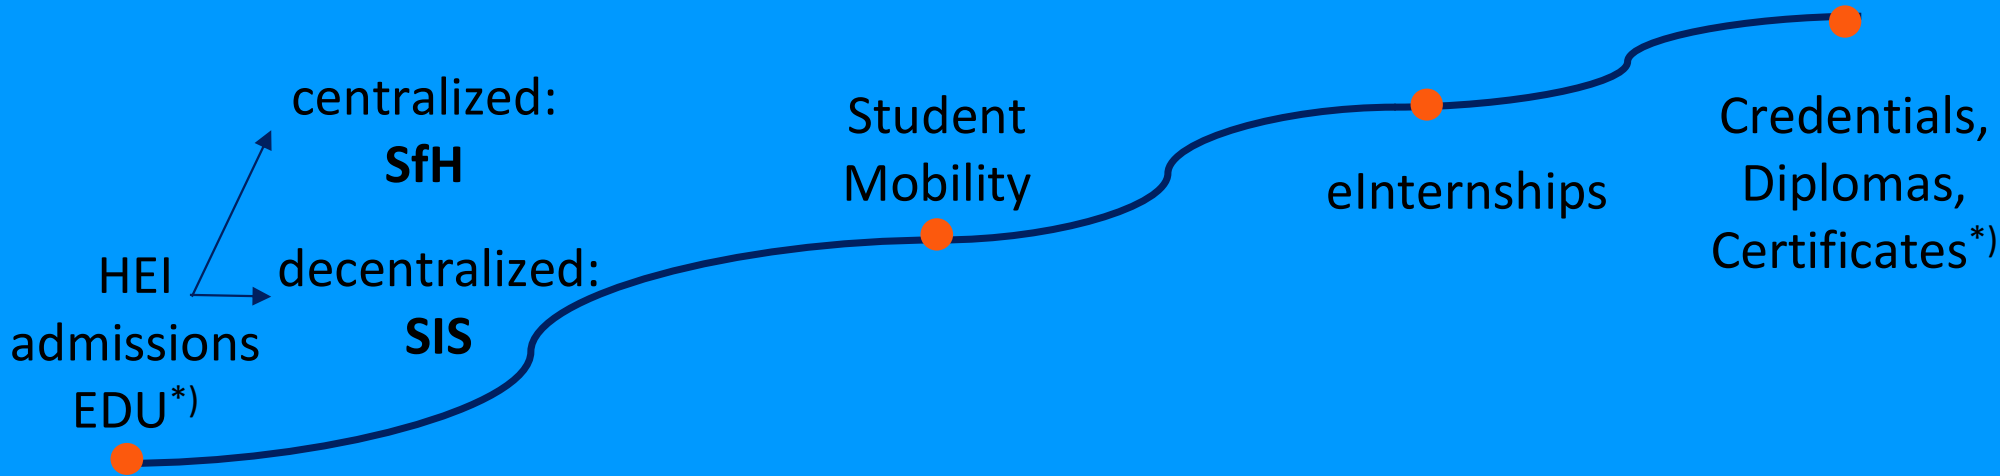 HEI
admissions
EDU*)
centralized:
SfH
decentralized:
SIS
Student
Mobility
eInternships
Credentials,
Diplomas,
Certificates*)